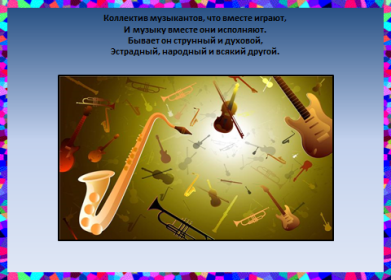 Коллектив музыкантов, что вместе играют,
И музыку вместе они исполняют.
Бывает он струнный и духовой,
Эстрадный, народный и всякий другой.